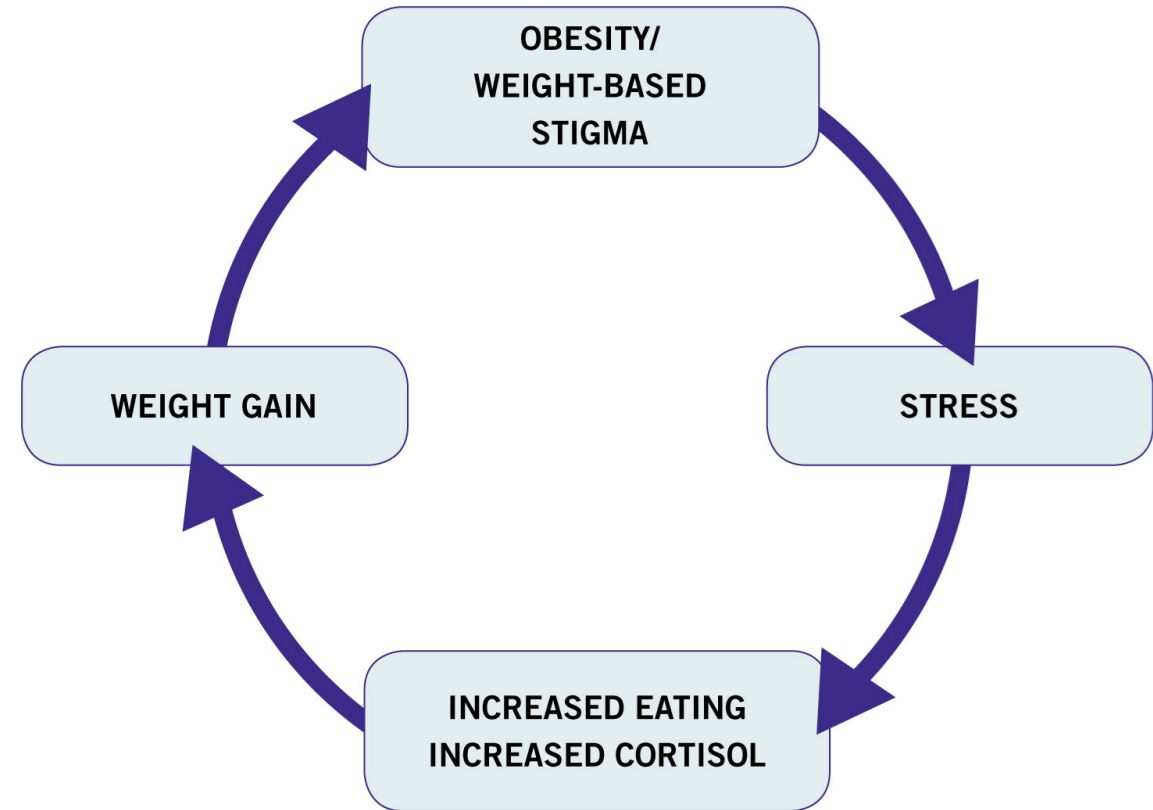 OBESITY/
WEIGHT-BASED
STIGMA
WEIGHT GAIN
STRESS
INCREASED EATING
INCREASED CORTISOL